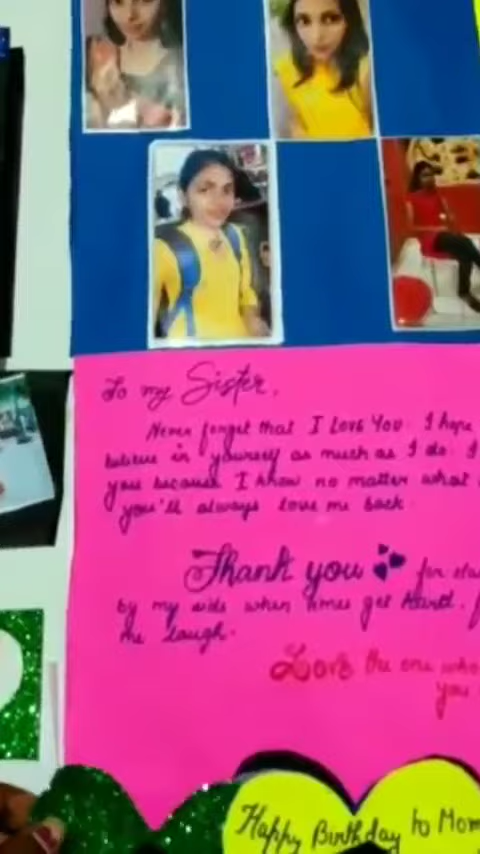 To my Sister,
Never forget that I Love You. I hope
believe in yourself as much as I do. I
you because I know no matter what
you'll always love me back.
Thank you for
by my side when times get Hard.
me laugh.
Love the one who
you
Happy Birthday to Mom